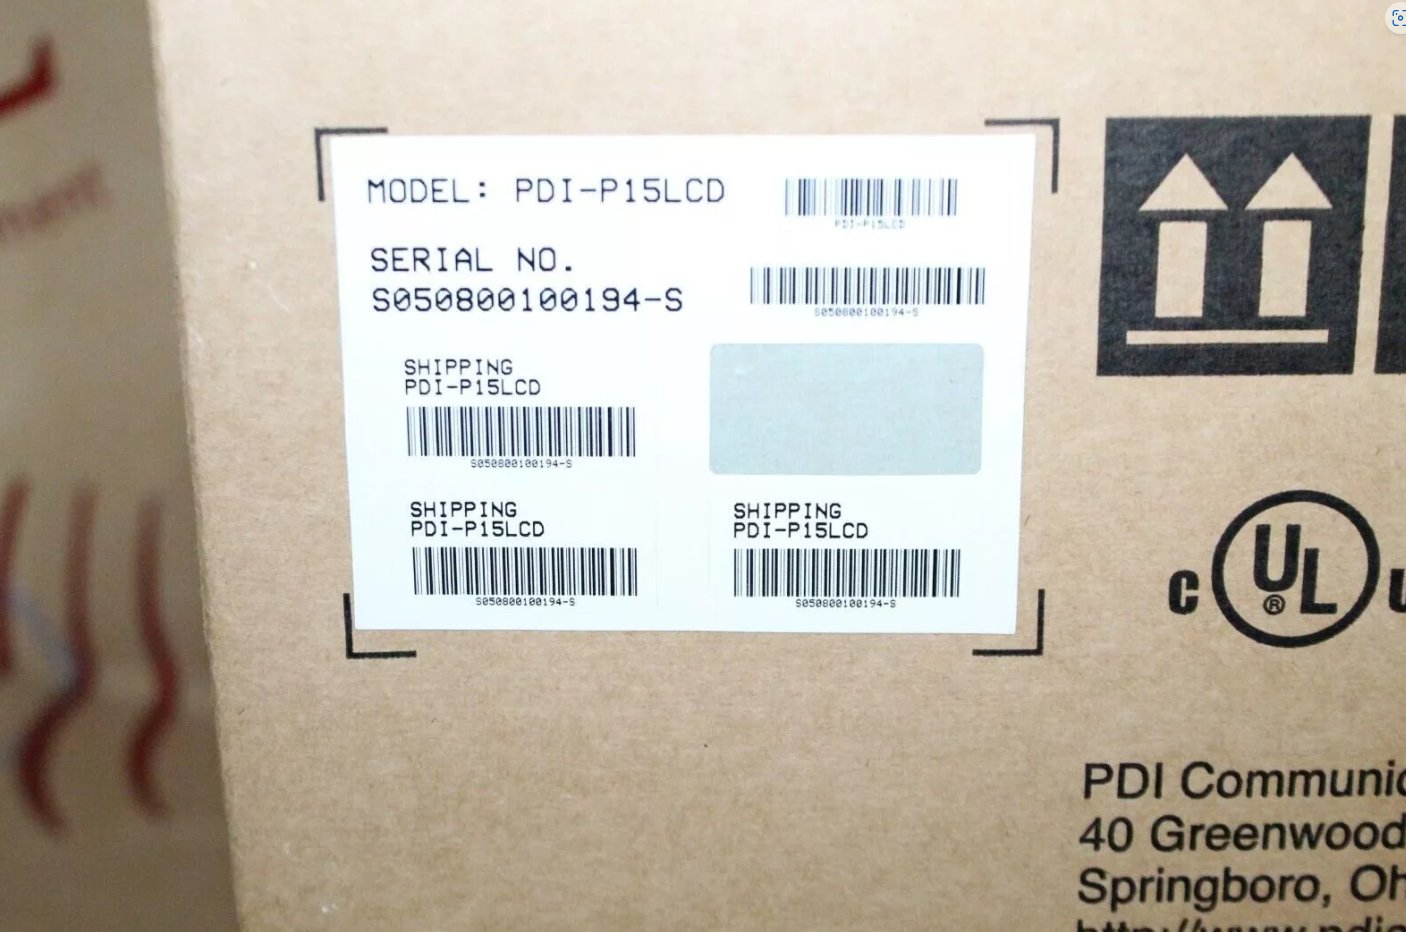 MODEL: PDI-P15LCD
PDI-P15LCD
SERIAL NO.
S050800100194-S
S050800100194-S
SHIPPING
PDI-P15LCD
S050800100194-S
SHIPPING
PDI-P15LCD
S050800100194-S
SHIPPING
PDI-P15LCD
S050800100194-S
C UL ®
PDI Communic
40 Greenwood
Springboro, Oh